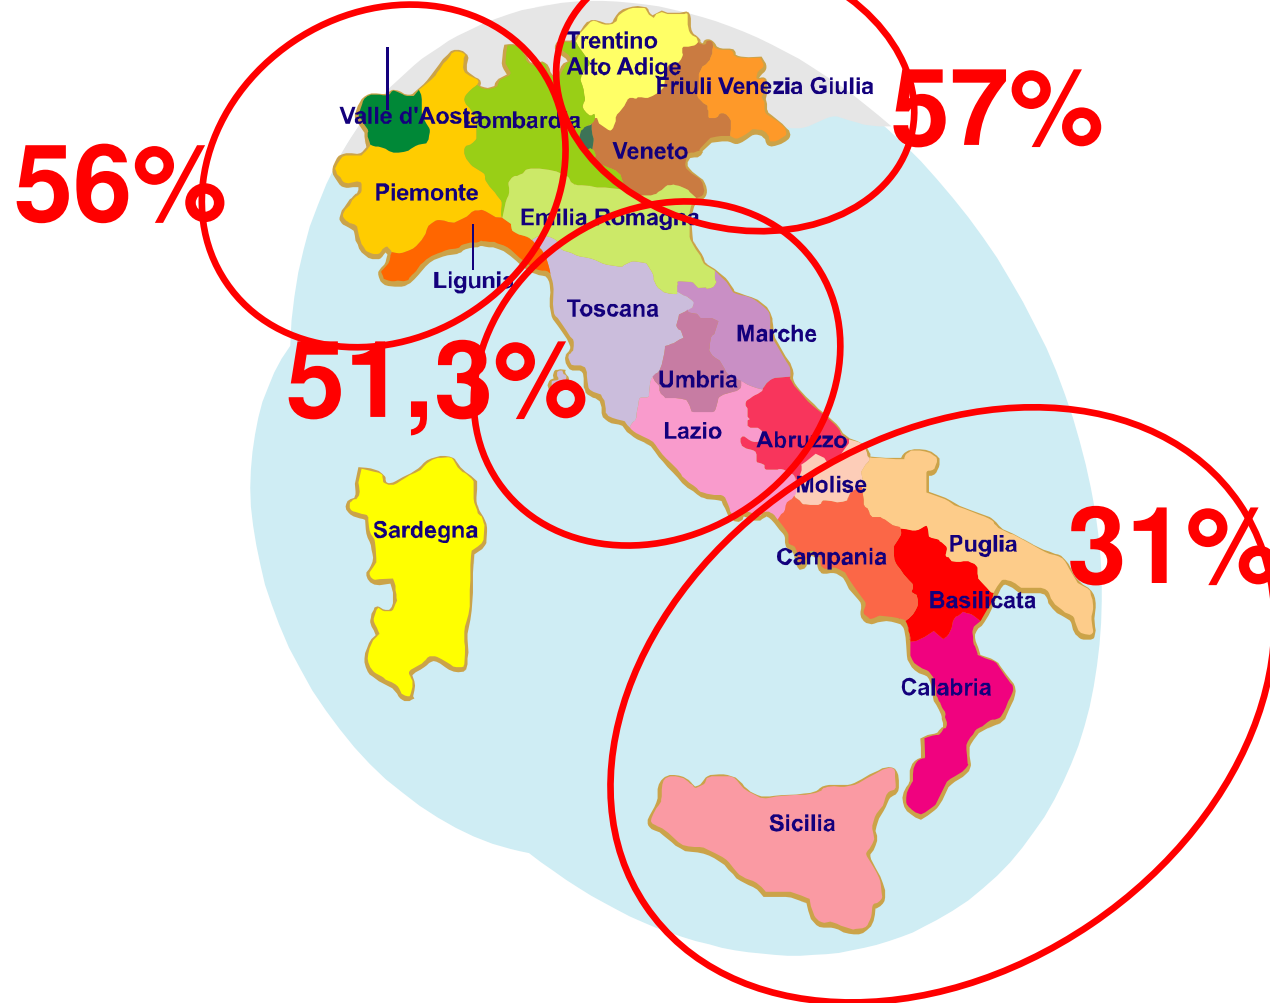 Trentino
Alto Adige
Friuli Venezia Giulia
57%
Valle d'Aosta
Lombardia
Veneto
56%
Piemonte
Emilia Romagna
Ligunia
Toscana
Marche
51,3%
Umbria
Lazio
Abruzzo
Molise
Sardegna
Campania
Puglia
31%
Basilicata
Calabria
Sicilia